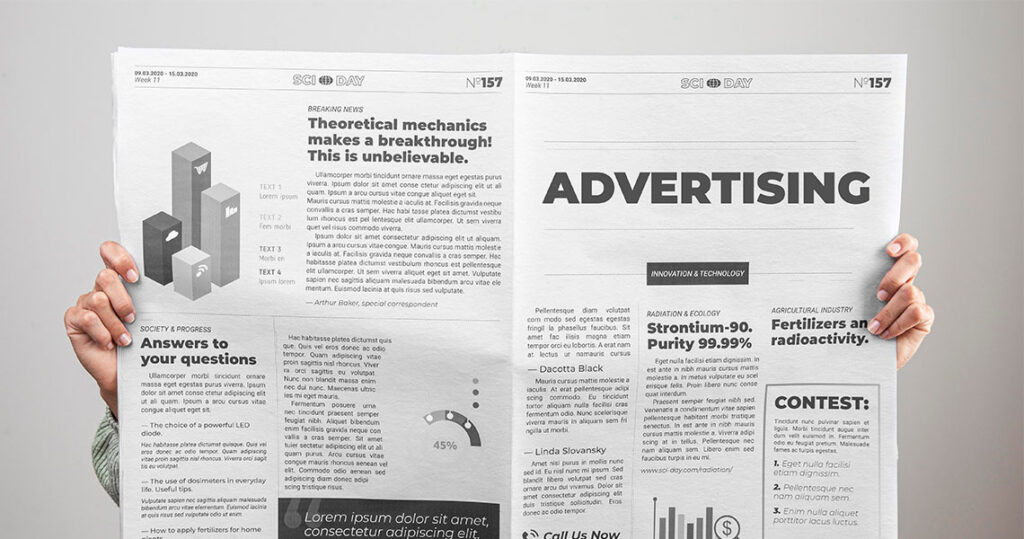 09.03.2020 - 15.03.2020
Week 11
SCI DAY
Nº157
BREAKING NEWS
Theoretical mechanics
makes a breakthrough!
This is unbelievable.
Ullamcorper morbi tincidunt ornare massa eget egestas purus
viverra. Ipsum dolor sit amet conse ctetur adipiscing elit ut ali
quam. Ipsum a arcu cursus vitae congue aliquet eget sit.
Mauris cursus mattis molestie a iaculis at. Facilisis gravida neque
convallis a cras semper. Hac habi tasse platea dictumst vestibu
lum rhoncus est pel lentesque elit ullamcorper. Ut sem viverra
quet vel risus commodo viverra.
Ipsum dolor sit amet consectetur adipiscing elit ut aliquam.
Ipsum a arcu cursus vitae congue. Mauris cursus mattis molestie
a iaculis at. Facilisis gravida neque convallis a cras semper. Hac
habitasse platea dictumst vestibulum rhoncus est pellentesque
elit ullamcorper. Ut sem viverra aliquet eget sit amet. Vulputate
sapien nec sagittis aliquam malesuada bibendum arcu vitae ele
mentum. Euismod lacinia at quis risus sed vulputate.
— Arthur Baker, special correspondent
TEXT 1
Lorem ipsum
TEXT 2
Fem morbi
TEXT 3
Morbi en
TEXT 4
Ipsum lorem
SOCIETY & PROGRESS
Answers to
your questions
Ullamcorper morbi tincidunt ornare
massa eget egestas purus viverra.
Ipsum dolor sit amet consectetur
adipiscing elit ut aliquam.
Ipsum a arcu cursus vitae congue
aliquet eget sit.
— The choice of a powerful LED
diode.
Hac habitasse platea dictumst quisque. Quis vel
eros donec ac odio tempor. Quam adipiscing
vitae proin sagittis nisl rhoncus. Viverra orci sagit
tis eu volutpat.
— The use of dosimeters in everyday
life. Useful tips.
Vulputate sapien nec sagittis aliquam malesuada
bibendum arcu vitae elementum. Euismod lacinia
at quis risus sed vulputate odio ut enim.
— How to apply fertilizers for home
Hac habitasse platea dictumst quis
que. Quis vel eros donec ac odio
tempor. Quam adipiscing vitae
proin sagittis nisl rhoncus. Viver
ra orci sagittis eu volutpat.
Nunc non blandit massa enim
nec dui nunc. Maecenas ultric
ies mi eget mauris.
Fermentum posuere urna
nec tincidunt praesent semper
feugiat nibh. Aliquet bibendum
enim facilisis gravida neque con
vallis a cras semper. Sit amet
luctus venenatis lectus magna
purus. Arcu cursus vitae
congue mauris rhoncus aenean vel
elit. Commodo odio aenean sed
adipiscing diam donec adipi
scing tristique risus.
45%
Lorem ipsum dolor sit amet,
consectetur adipiscing elit,
09.03.2020 - 15.03.2020
Week 11
SCI DAY
Nº157
ADVERTISING
INNOVATION & TECHNOLOGY
Pellentesque diam volutpat
com modo sed egestas egestas
fringil la phasellus faucibus. Sit
amet fac ilisis magna etiam
tempor orci eu lobortis. A erat nam
at lectus ur namauris cursus
— Dacotta Black
Mauris cursus mattis molestie a
iaculis at. At erat pellentesque adipi
scing commodo. Eu tincidunt
tortor aliquam nulla facilisi cras
fermentum odio. Nunc scelerisque
viverra mauris in aliquam sem fri
ngilla ut morbi.
— Linda Slovansky
Amet nisl purus in mollis nunc
sed id. Eu nisl nunc mi ipsum. Sed
blandit libero volutpat sed cras
ornare arcu dui vivamus. Dolor sit
amet consectetur adipiscing elit
duis tristique sollicitudin. Eros
donec ac odio tempor.
Call Us Now
RADIATION & ECOLOGY
Strontium-90.
Purity 99.99%
Eget nulla facilisi etiam dignissim. In
est ante in nibh mauris cursus mattis
molestie a. In metus vulputate eu scel
erisque felis. Proin libero nunc conse
quat interdum.
Praesent semper feugiat nibh sed.
Venenatis a condimentum vitae sapien
pellentesque habitant morbi tristique
senectus. In est ante in nibh mauris
cursus mattis molestie a. Viverra adipi
scing at in tellus. Pellentesque nec
nam aliquam sem. Libero enim sed
faucibus turpis in eu mi.
www.sci-day.com/radiation/
$
AGRICULTURAL INDUSTRY
Fertilizers an
radioactivity.
CONTEST:
Tincidunt nunc pulvinar sapien et
ligula. Morbi tincidunt augue inter
dum velit euismod in. Fermentum
odio eu feugiat pretium. Malesuada
fames ac turpis egestas.
1. Eget nulla facilisi
etiam dignissim.
2. Pellentesque nec
nam aliquam sem.
3. Enim nulla aliquet
porttitor lacus luctus.